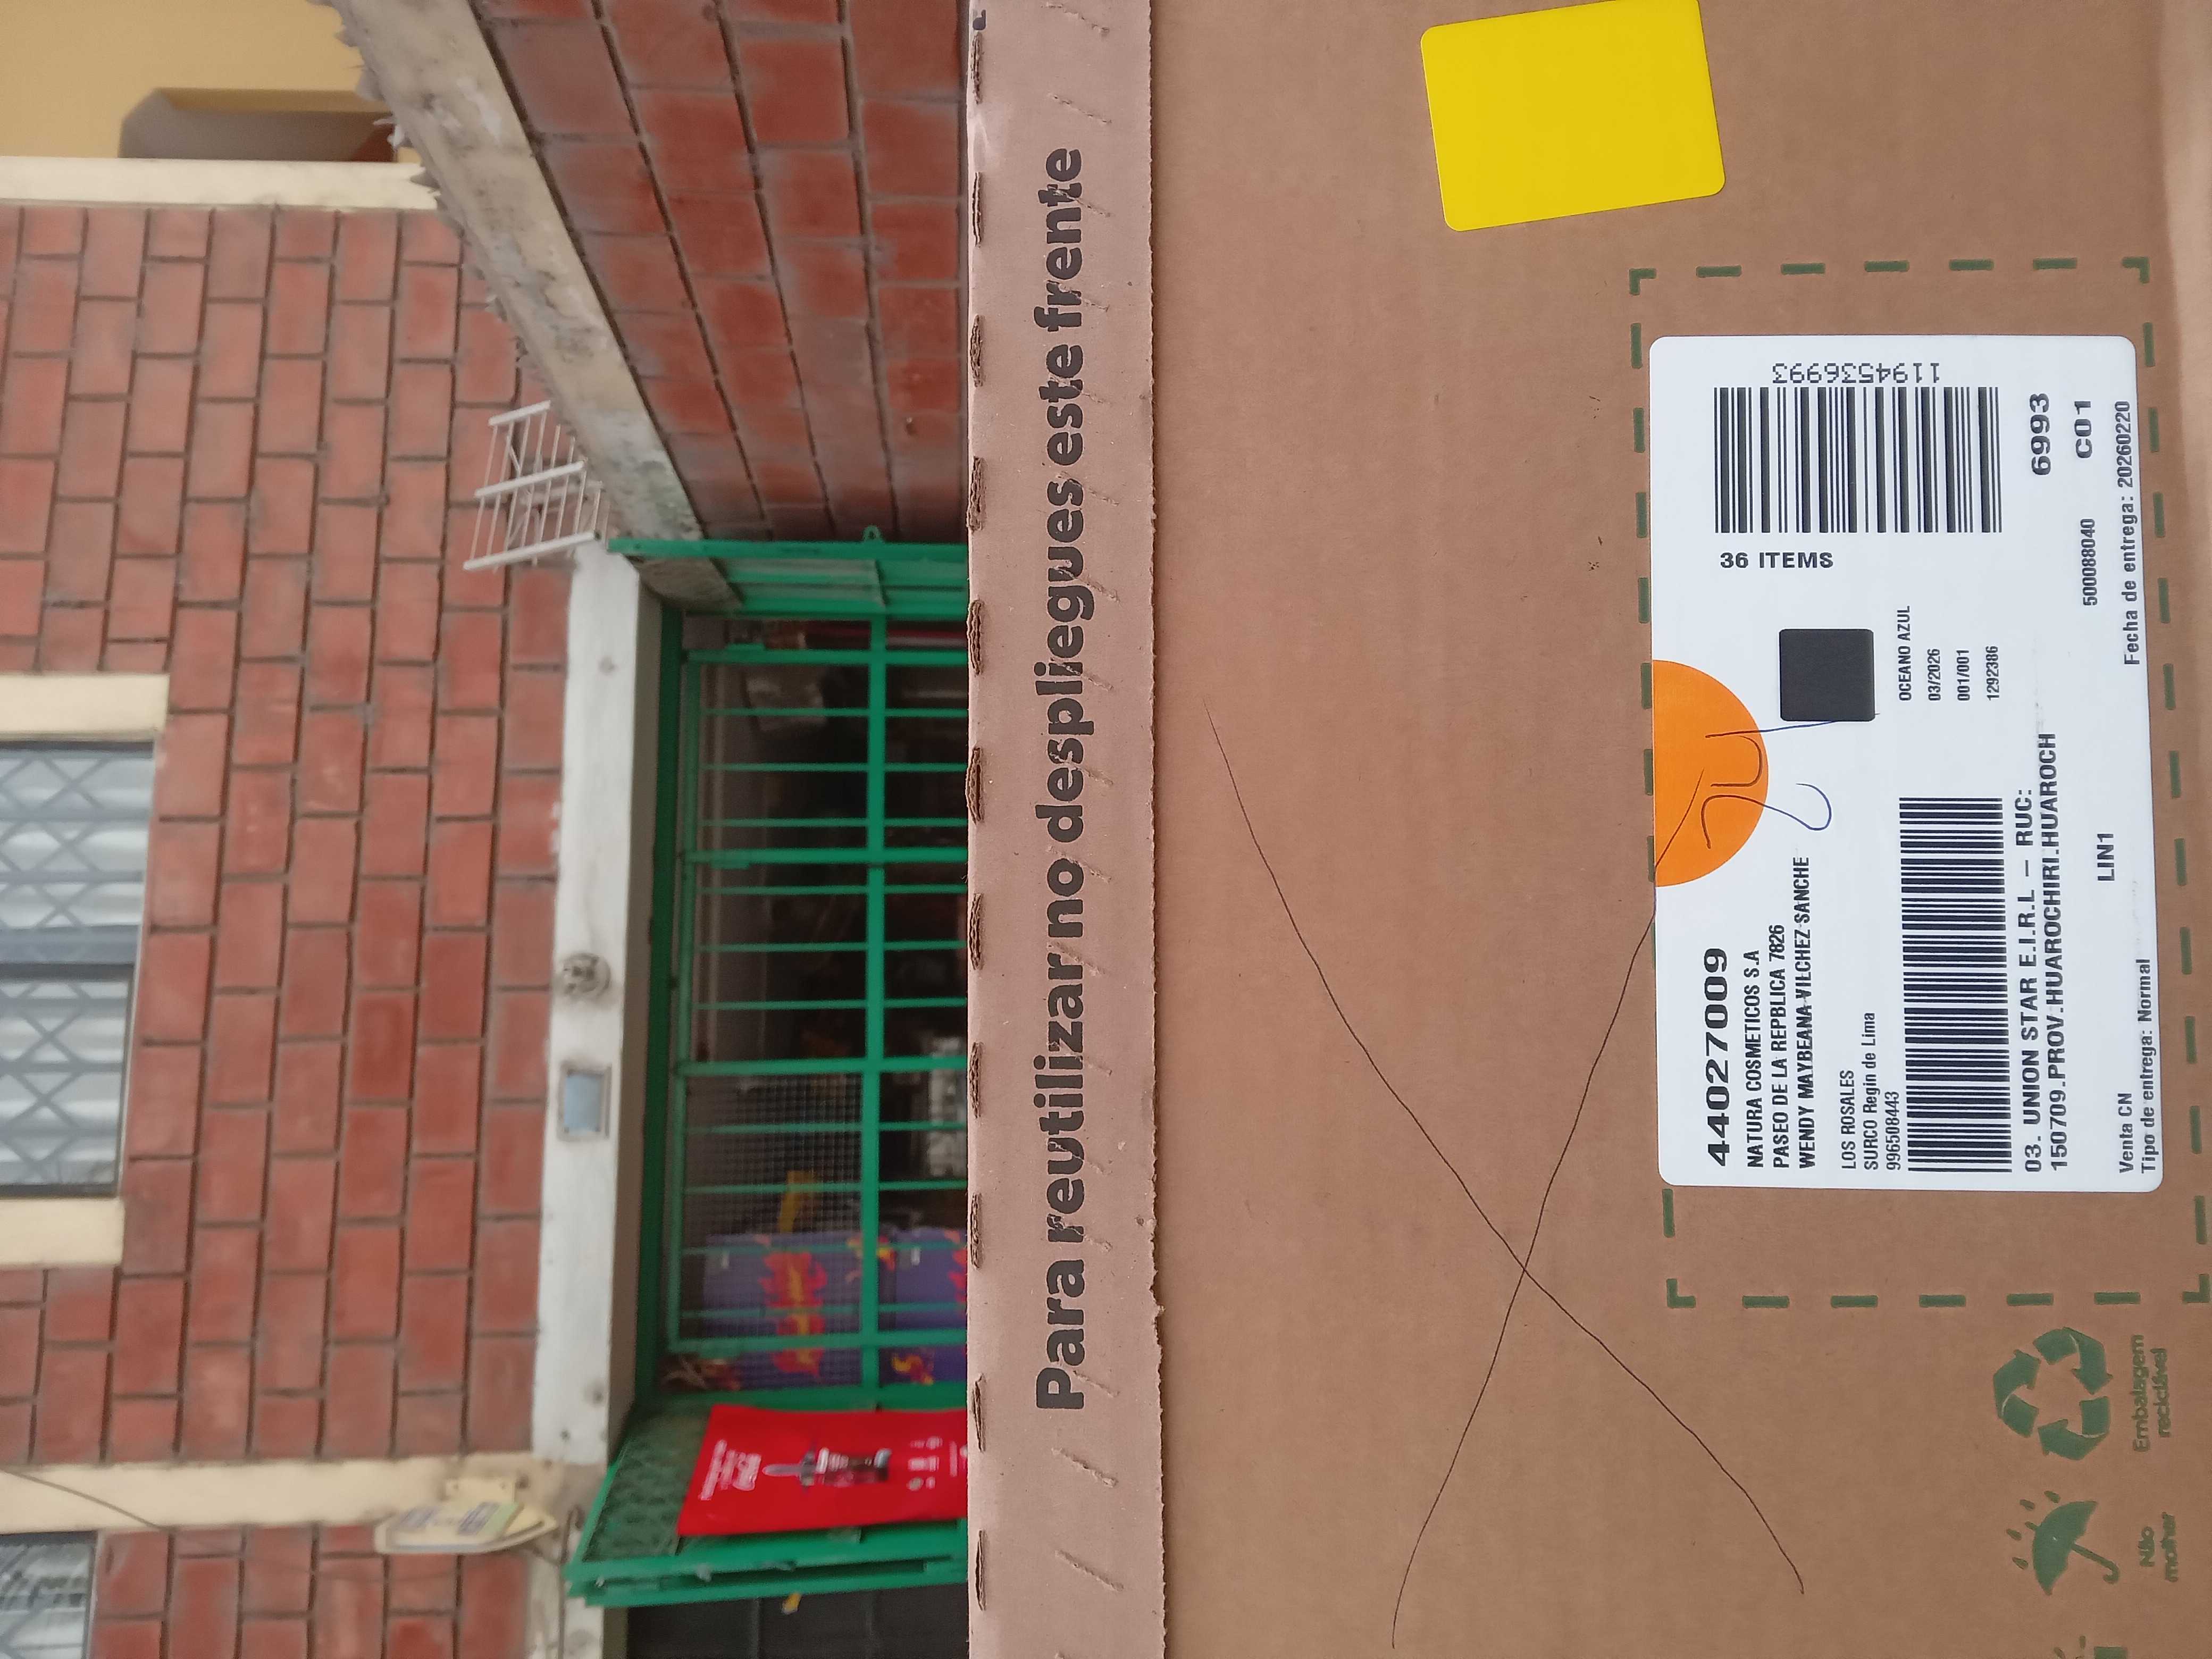 Para reutilizar no despliegues este frente
440270009
NATURA COSMETICOS S.A
PASEO DE LA REPBLICA 7826
WENDY MAYBEANA VILCHEZ SANCHE
LOS ROSALES
SURCO Regin de Lima
996508443
03. UNION STAR E.I.R.L – RUC:
150709.PROV.HUAROCHIRI.HUAROCH
LIN1
Venta CN
Tipo de entrega: Normal
OCEANO AZUL
03/2026
001/001
1292386
36 ITEMS
1194536993
6993
C01
500088040
Fecha de entrega: 20260220
Não
molhar
Embalagem
reciclável